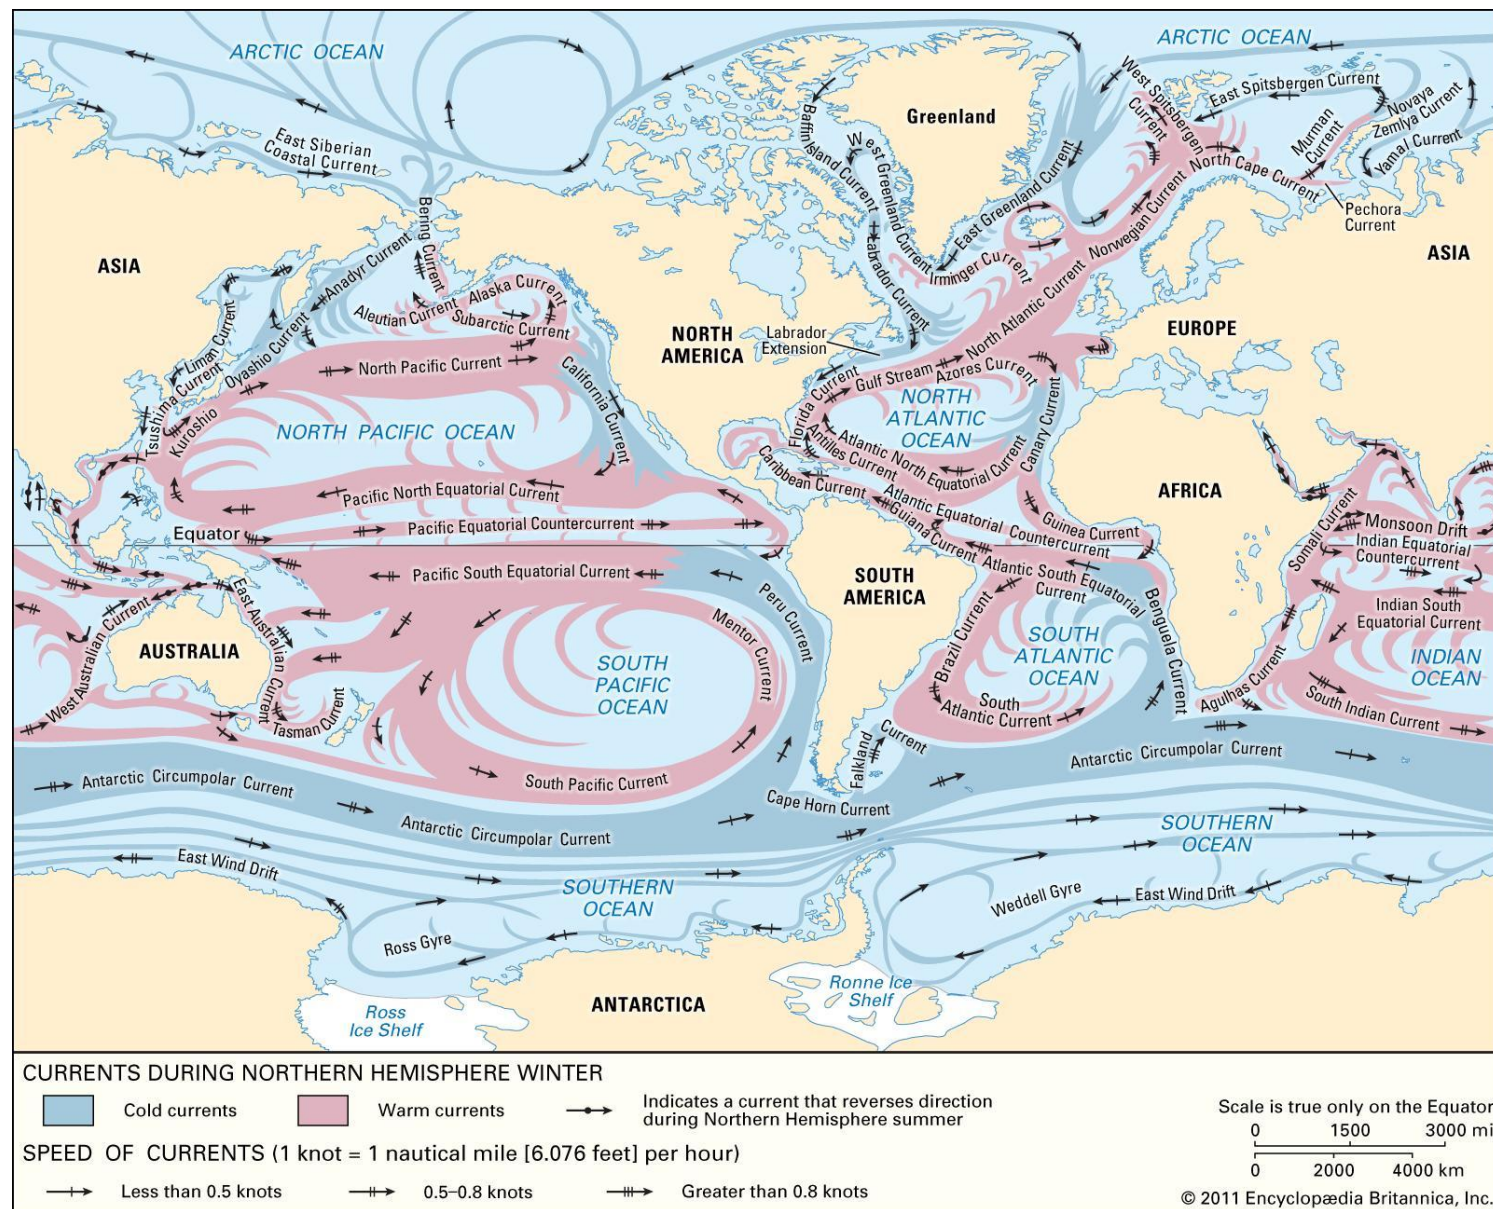 ARCTIC OCEAN
ARCTIC OCEAN
East Siberian
Coastal Current
Greenland
Baffin Island Current
West Greenland Current
East Greenland Current
West Spitsbergen
Current
East Spitsbergen Current
Novaya
Zemlya Current
Murman
Current
Yamal Current
North Cape Current
Pechora
Current
Norwegian Current
Irminger Current
Labrador Current
ASIA
Bering Current
Anadyr Current
Alaska Current
Aleutian Current
Subarctic Current
Liman Current
Oyashio Current
Tsushima Current
Kuroshio
North Pacific Current
California Current
NORTH
AMERICA
Labrador
Extension
North Atlantic Current
EUROPE
ASIA
Florida Current
Gulf Stream
Azores Current
NORTH
ATLANTIC
OCEAN
Canary Current
NORTH PACIFIC OCEAN
Antilles Current
Atlantic North Equatorial Current
Caribbean Current
Pacific North Equatorial Current
Pacific Equatorial Countercurrent
Equator
Atlantic Equatorial
Countercurrent
Guiana Current
Guinea Current
AFRICA
Somali Current
Monsoon Drift
Indian Equatorial
Countercurrent
Pacific South Equatorial Current
Peru Current
SOUTH
AMERICA
Atlantic South Equatorial
Current
Benguela Current
Indian South
Equatorial Current
West Australian Current
AUSTRALIA
East Australian Current
Tasman Current
Mentor Current
SOUTH
PACIFIC
OCEAN
Brazil Current
SOUTH
ATLANTIC
OCEAN
South
Atlantic Current
Agulhas Current
INDIAN
OCEAN
South Indian Current
South Pacific Current
Falkland
Current
Cape Horn Current
Antarctic Circumpolar Current
Antarctic Circumpolar Current
Antarctic Circumpolar Current
East Wind Drift
SOUTHERN
OCEAN
SOUTHERN
OCEAN
Weddell Gyre
East Wind Drift
Ross Gyre
Ross
Ice Shelf
ANTARCTICA
Ronne Ice
Shelf
CURRENTS DURING NORTHERN HEMISPHERE WINTER
Cold currents
Warm currents
Indicates a current that reverses direction
during Northern Hemisphere summer
SPEED OF CURRENTS (1 knot = 1 nautical mile [6.076 feet] per hour)
Less than 0.5 knots
0.5–0.8 knots
Greater than 0.8 knots
Scale is true only on the Equator
0 1500 3000 mi
0 2000 4000 km
© 2011 Encyclopædia Britannica, Inc.